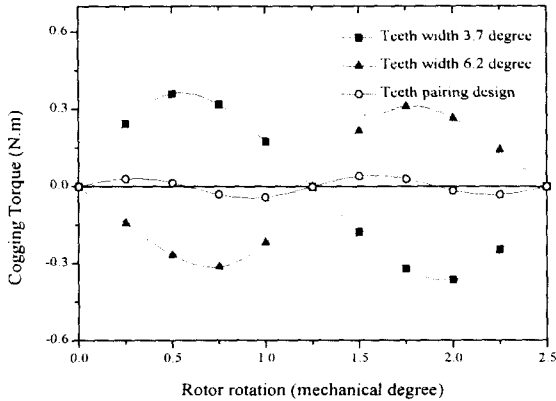 0.6
0.3
0.0
-0.3
-0.6
Cogging Torque (N.m)
Teeth width 3.7 degree
Teeth width 6.2 degree
Teeth pairing design
0.0 0.5 1.0 1.5 2.0 2.5
Rotor rotation (mechanical degree)